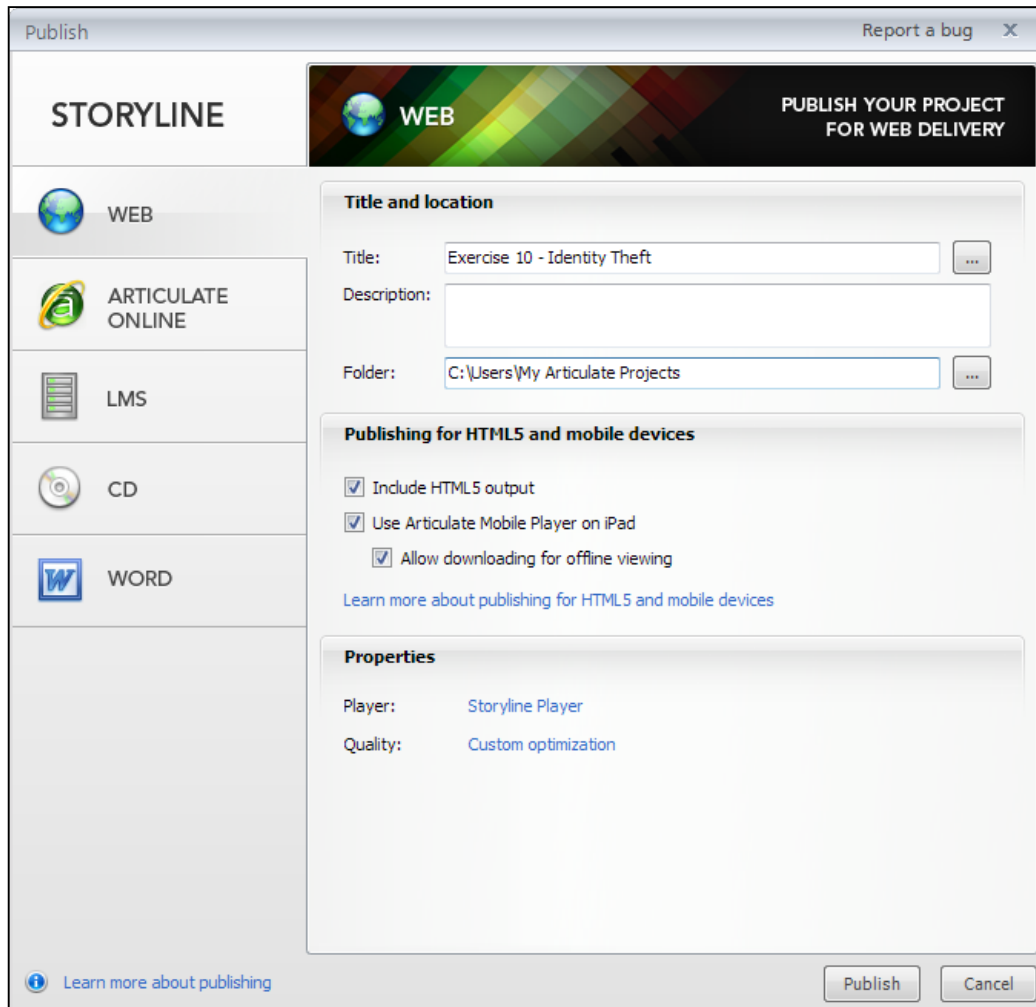 Publish
Report a bug X
STORYLINE
WEB
PUBLISH YOUR PROJECT
FOR WEB DELIVERY
WEB
ARTICULATE
ONLINE
LMS
CD
WORD
Title and location
Title: Exercise 10 - Identity Theft ...
Description:
Folder: C:\Users\My Articulate Projects ...
Publishing for HTML5 and mobile devices
Include HTML5 output
Use Articulate Mobile Player on iPad
Allow downloading for offline viewing
Learn more about publishing for HTML5 and mobile devices
Properties
Player: Storyline Player
Quality: Custom optimization
Learn more about publishing
Publish Cancel